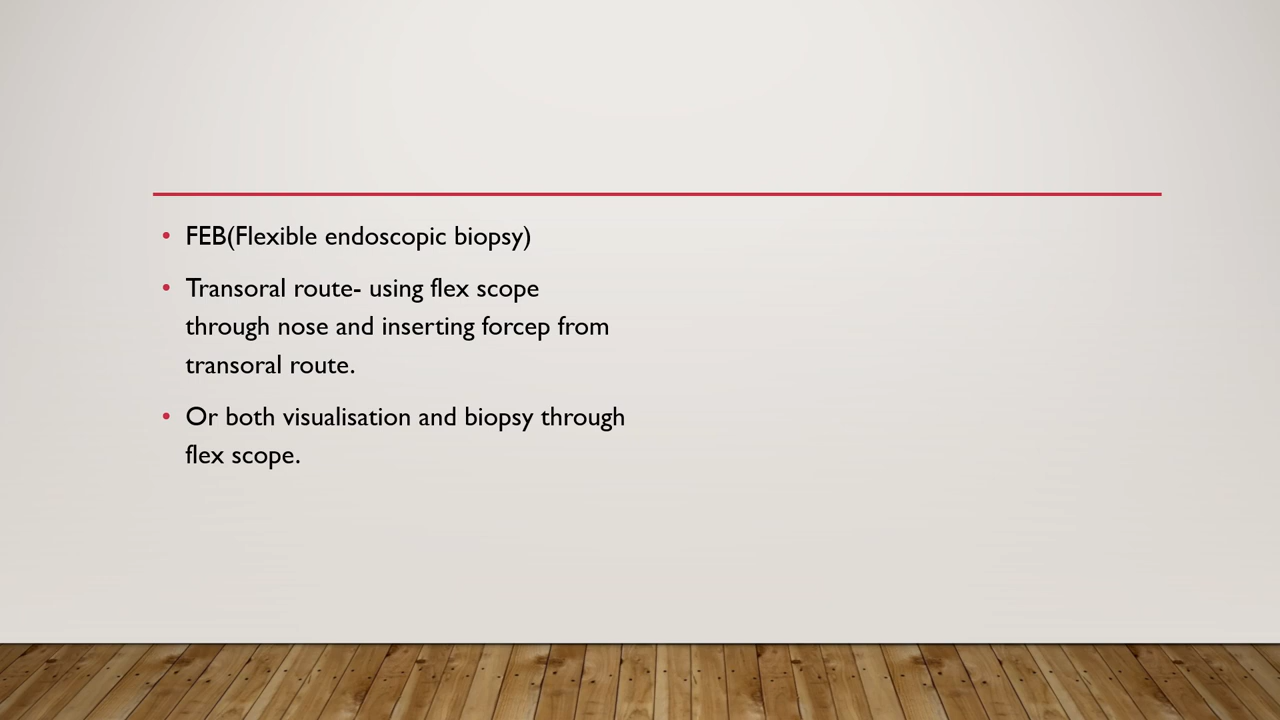 • FEB(Flexible endoscopic biopsy)
• Transoral route- using flex scope
through nose and inserting forcep from
transoral route.
• Or both visualisation and biopsy through
flex scope.